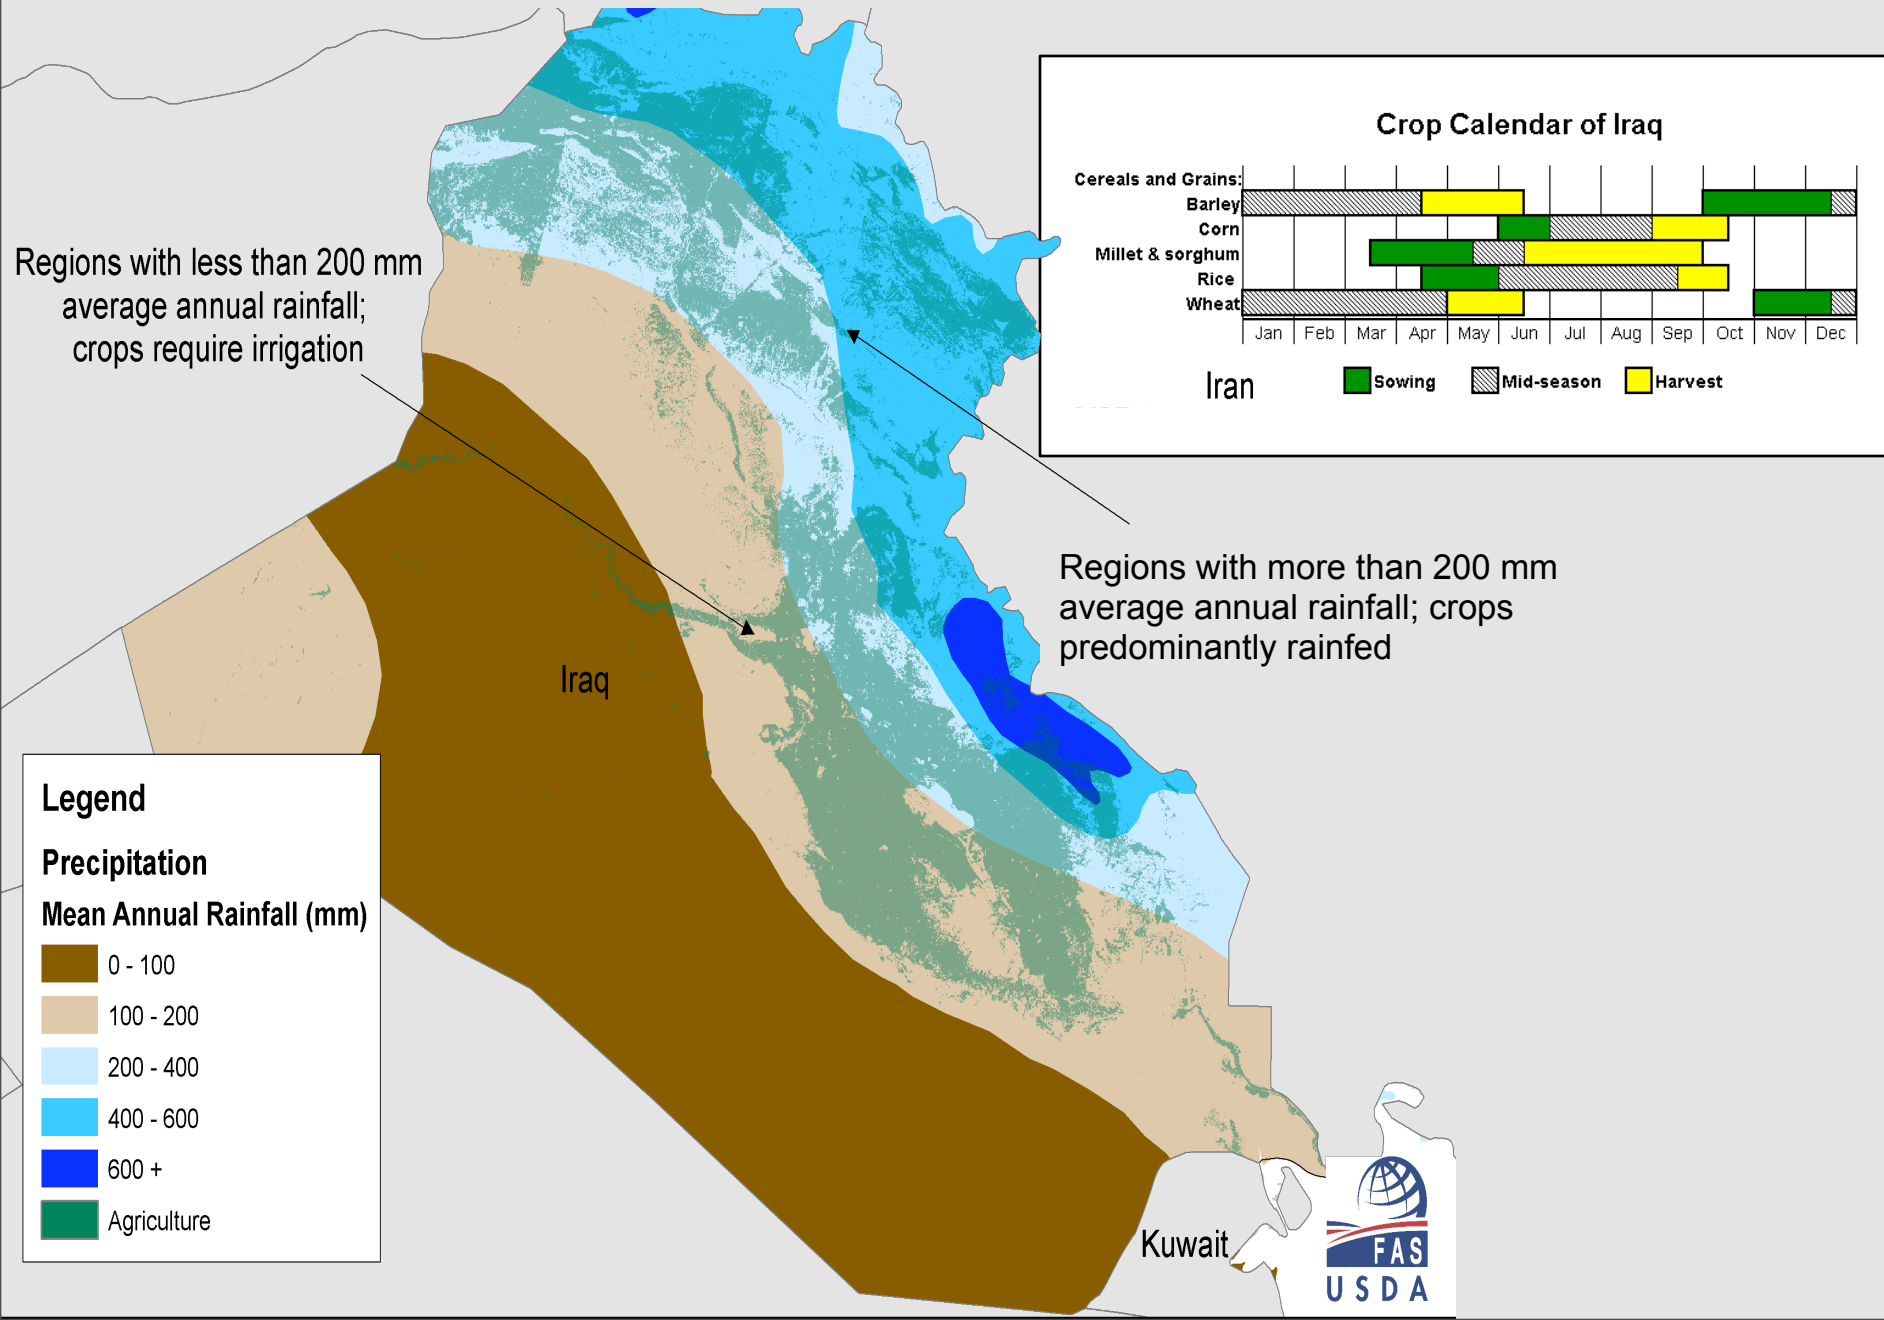 Crop Calendar of Iraq
Cereals and Grains:
Barley
Corn
Millet & sorghum
Rice
Wheat
Jan Feb Mar Apr May Jun Jul Aug Sep Oct Nov Dec
Iran
Sowing Mid-season Harvest
Regions with less than 200 mm
average annual rainfall;
crops require irrigation
Regions with more than 200 mm
average annual rainfall; crops
predominantly rainfed
Iraq
Legend
Precipitation
Mean Annual Rainfall (mm)
0 - 100
100 - 200
200 - 400
400 - 600
600 +
Agriculture
Kuwait
FAS
USDA